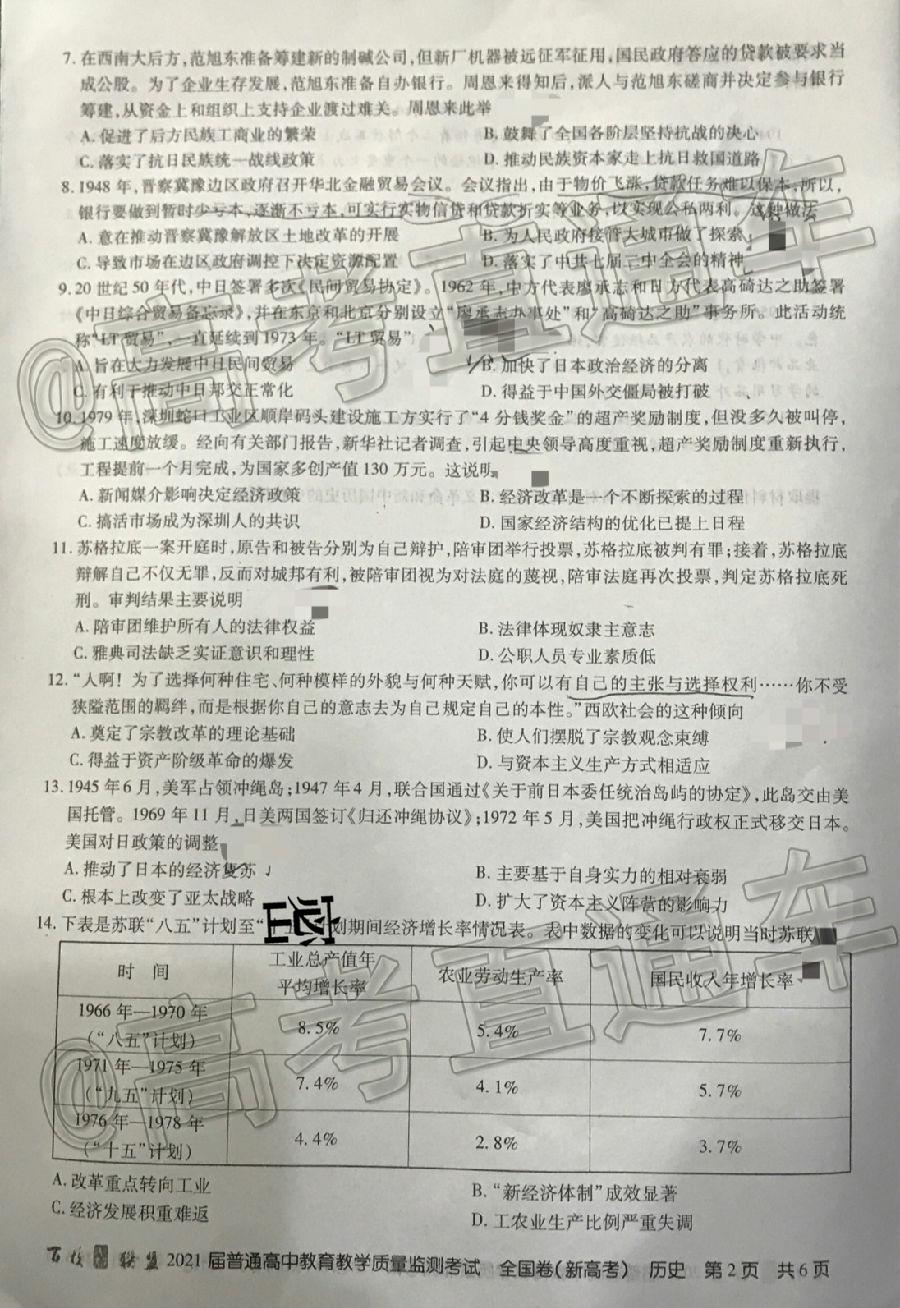 7. 在西南大后方,范旭东准备筹建新的制碱公司,但新厂机器被远征军征用,国民政府答应的贷款被要求当
成公股。为了企业生存发展,范旭东准备自办银行。周恩来得知后,派人与范旭东磋商并决定参与银行
筹建,从资金上和组织上支持企业渡过难关。周恩来此举
A. 促进了后方民族工商业的繁荣 B. 鼓舞了全国各阶层坚持抗战的决心
C. 落实了抗日民族统一战线政策 D. 推动民族资本家走上抗日救国道路
8. 1948 年,晋察冀豫边区政府召开华北金融贸易会议。会议指出,由于物价飞涨,贷款任务难以保本,所以,
银行要做到暂时少亏本,逐渐不亏本,可实行实物信贷和贷款折实等业务,以实现公私两利。这种做法
A. 意在推动晋察冀豫解放区土地改革的开展 B. 为人民政府接管大城市做了探索
C. 导致市场在边区政府调控下决定资源配置 D. 落实了中共七届二中全会的精神
9. 20 世纪 50 年代,中日签署多次《民间贸易协定》。1962 年,中方代表廖承志和日方代表高碕达之助签署
《中日综合贸易备忘录》,并在东京和北京分别设立“廖承志办事处”和“高碕达之助”事务所。此活动统
称“LT 贸易”,一直延续到 1973 年。“LT 贸易”
A. 旨在大力发展中日民间贸易 B. 加快了日本政治经济的分离
C. 有利于推动中日邦交正常化 D. 得益于中国外交僵局被打破
10. 1979 年,深圳蛇口工业区顺岸码头建设施工方实行了“4 分钱奖金”的超产奖励制度,但没多久被叫停,
施工速度放缓。经向有关部门报告,新华社记者调查,引起中央领导高度重视,超产奖励制度重新执行,
工程提前一个月完成,为国家多创产值 130 万元。这说明
A. 新闻媒介影响决定经济政策 B. 经济改革是一个不断探索的过程
C. 搞活市场成为深圳人的共识 D. 国家经济结构的优化已提上日程
11. 苏格拉底一案开庭时,原告和被告分别为自己辩护,陪审团举行投票,苏格拉底被判有罪;接着,苏格拉底
辩解自己不仅无罪,反而对城邦有利,被陪审团视为对法庭的蔑视,陪审法庭再次投票,判定苏格拉底死
刑。审判结果主要说明
A. 陪审团维护所有人的法律权益 B. 法律体现奴隶主意志
C. 雅典司法缺乏实证意识和理性 D. 公职人员专业素质低
12. “人啊!为了选择何种住宅、何种模样的外貌与何种天赋,你可以有自己的主张与选择权利……你不受
狭隘范围的羁绊,而是根据你自己的意志去为自己规定自己的本性。”西欧社会的这种倾向
A. 奠定了宗教改革的理论基础 B. 使人们摆脱了宗教观念束缚
C. 得益于资产阶级革命的爆发 D. 与资本主义生产方式相适应
13. 1945 年 6 月,美军占领冲绳岛;1947 年 4 月,联合国通过《关于前日本委任统治岛屿的协定》,此岛交由美
国托管。1969 年 11 月,日美两国签订《归还冲绳协议》;1972 年 5 月,美国把冲绳行政权正式移交日本。
美国对日政策的调整
A. 推动了日本的经济复苏 B. 主要基于自身实力的相对衰弱
C. 根本上改变了亚太战略 D. 扩大了资本主义阵营的影响力
14. 下表是苏联“八五”计划至“ 划期间经济增长率情况表。表中数据的变化可以说明当时苏联
时 间 工业总产值年平均增长率 农业劳动生产率 国民收入年增长率
1966 年—1970 年(“八五”计划) 8.5% 5.4% 7.7%
1971 年—1975 年(“九五”计划) 7.4% 4.1% 5.7%
1976 年—1978 年(“十五”计划) 4.4% 2.8% 3.7%
A. 改革重点转向工业 B. “新经济体制”成效显著
C. 经济发展积重难返 D. 工农业生产比例严重失调
百校 联盟 2021 届普通高中教育教学质量监测考试 全国卷(新高考) 历史 第 2 页 共 6 页
@高考直通车
@高考直通车